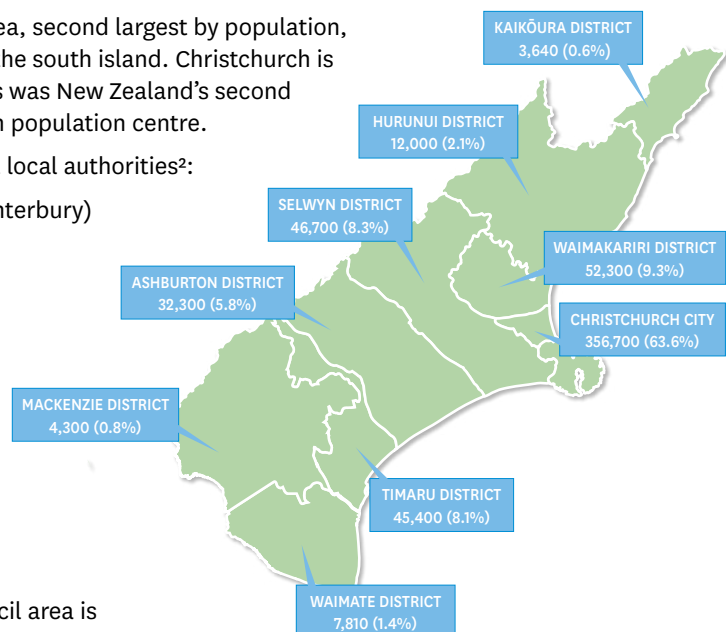 ea, second largest by population,
the south island. Christchurch is
s was New Zealand’s second
n population centre.
local authorities²:
nterbury)
KAIKŌURA DISTRICT
3,640 (0.6%)
HURUNUI DISTRICT
12,000 (2.1%)
SELWYN DISTRICT
46,700 (8.3%)
WAIMAKARIRI DISTRICT
52,300 (9.3%)
ASHBURTON DISTRICT
32,300 (5.8%)
CHRISTCHURCH CITY
356,700 (63.6%)
MACKENZIE DISTRICT
4,300 (0.8%)
TIMARU DISTRICT
45,400 (8.1%)
WAIMATE DISTRICT
7,810 (1.4%)
cil area is